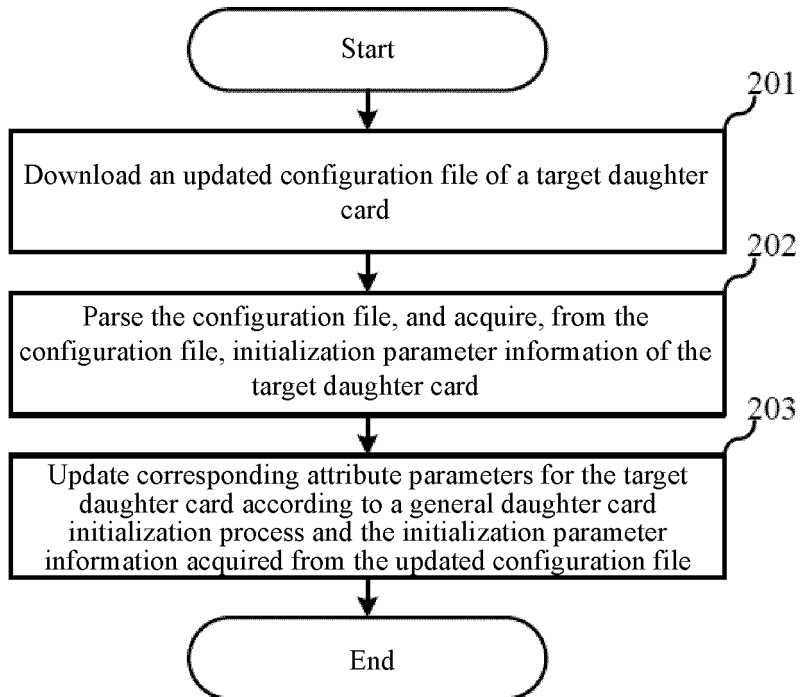 Start
201
Download an updated configuration file of a target daughter
card
202
Parse the configuration file, and acquire, from the
configuration file, initialization parameter information of the
target daughter card
203
Update corresponding attribute parameters for the target
daughter card according to a general daughter card
initialization process and the initialization parameter
information acquired from the updated configuration file
End